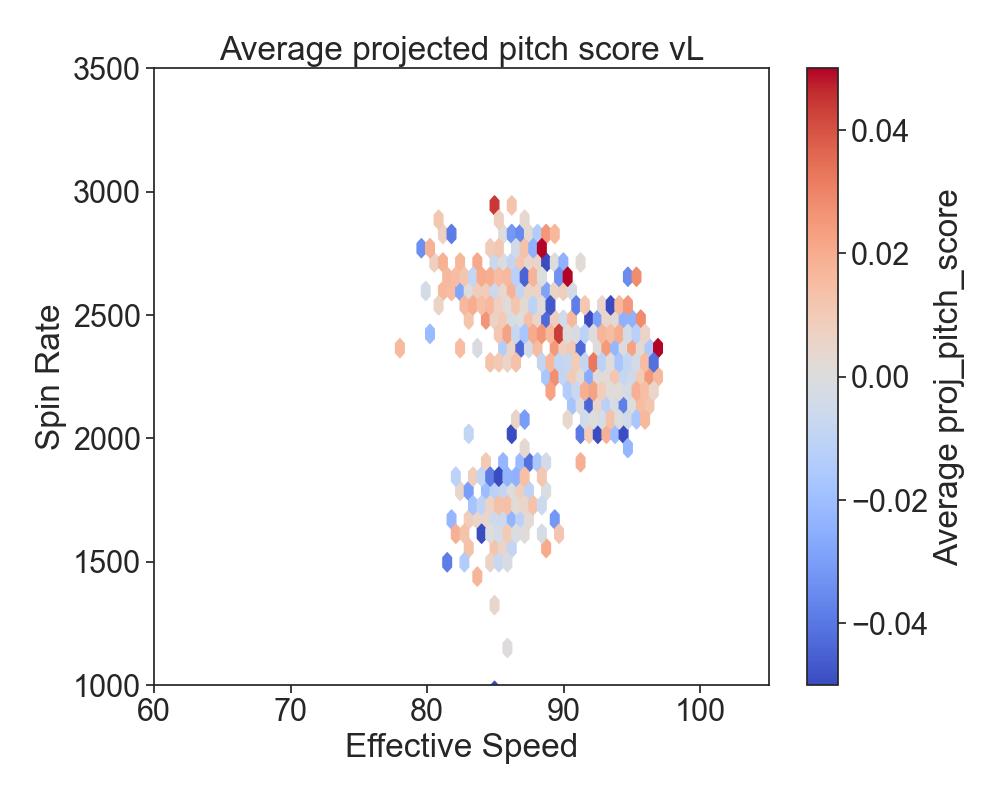 Average projected pitch score vL
3500
3000
2500
2000
1500
1000
Spin Rate
60 70 80 90 100
Effective Speed
0.04
0.02
0.00
−0.02
−0.04
Average proj_pitch_score